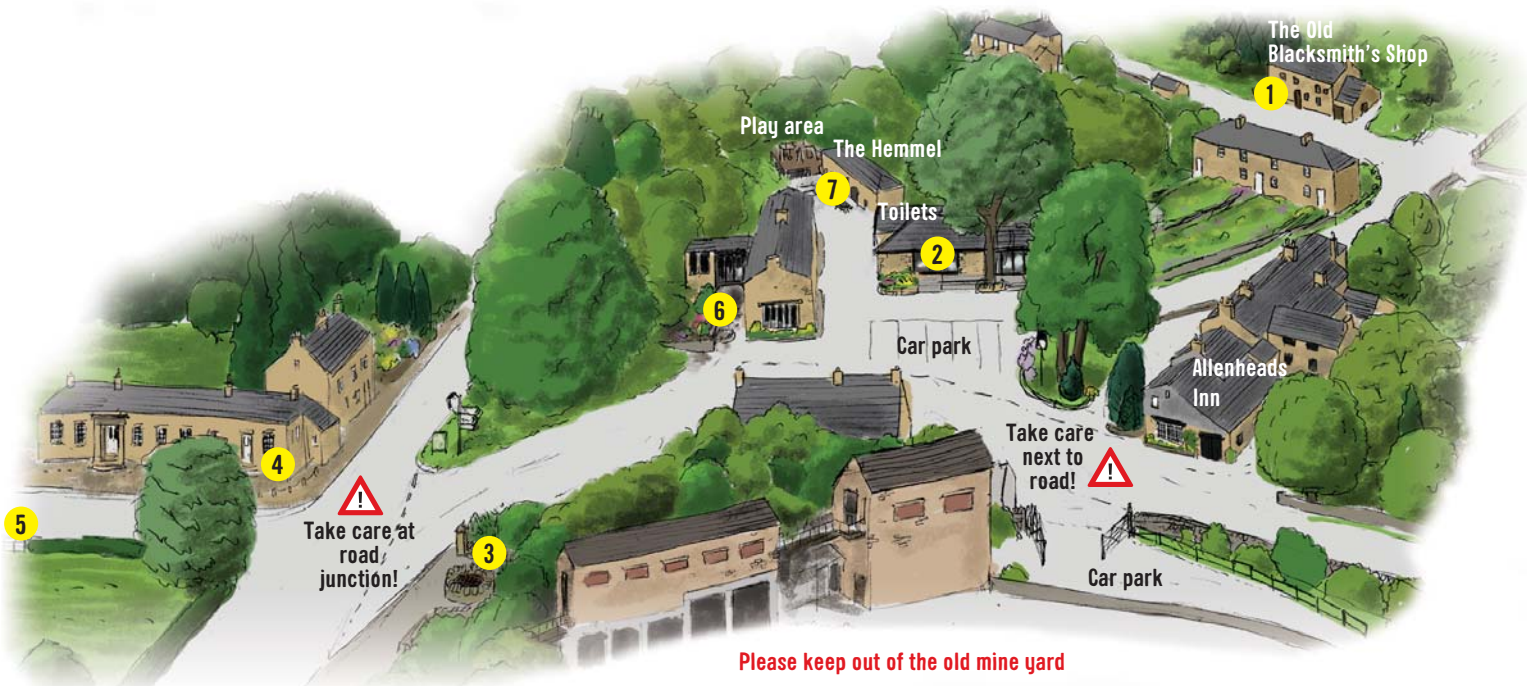 The Old
Blacksmith's Shop
1
Play area
The Hemmel
7
Toilets
2
6
Car park
Allenheads
Inn
Take care
next to
road!
!
4
!
Take care at
road
junction!
5
3
Car park
Please keep out of the old mine yard